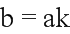 b = ak